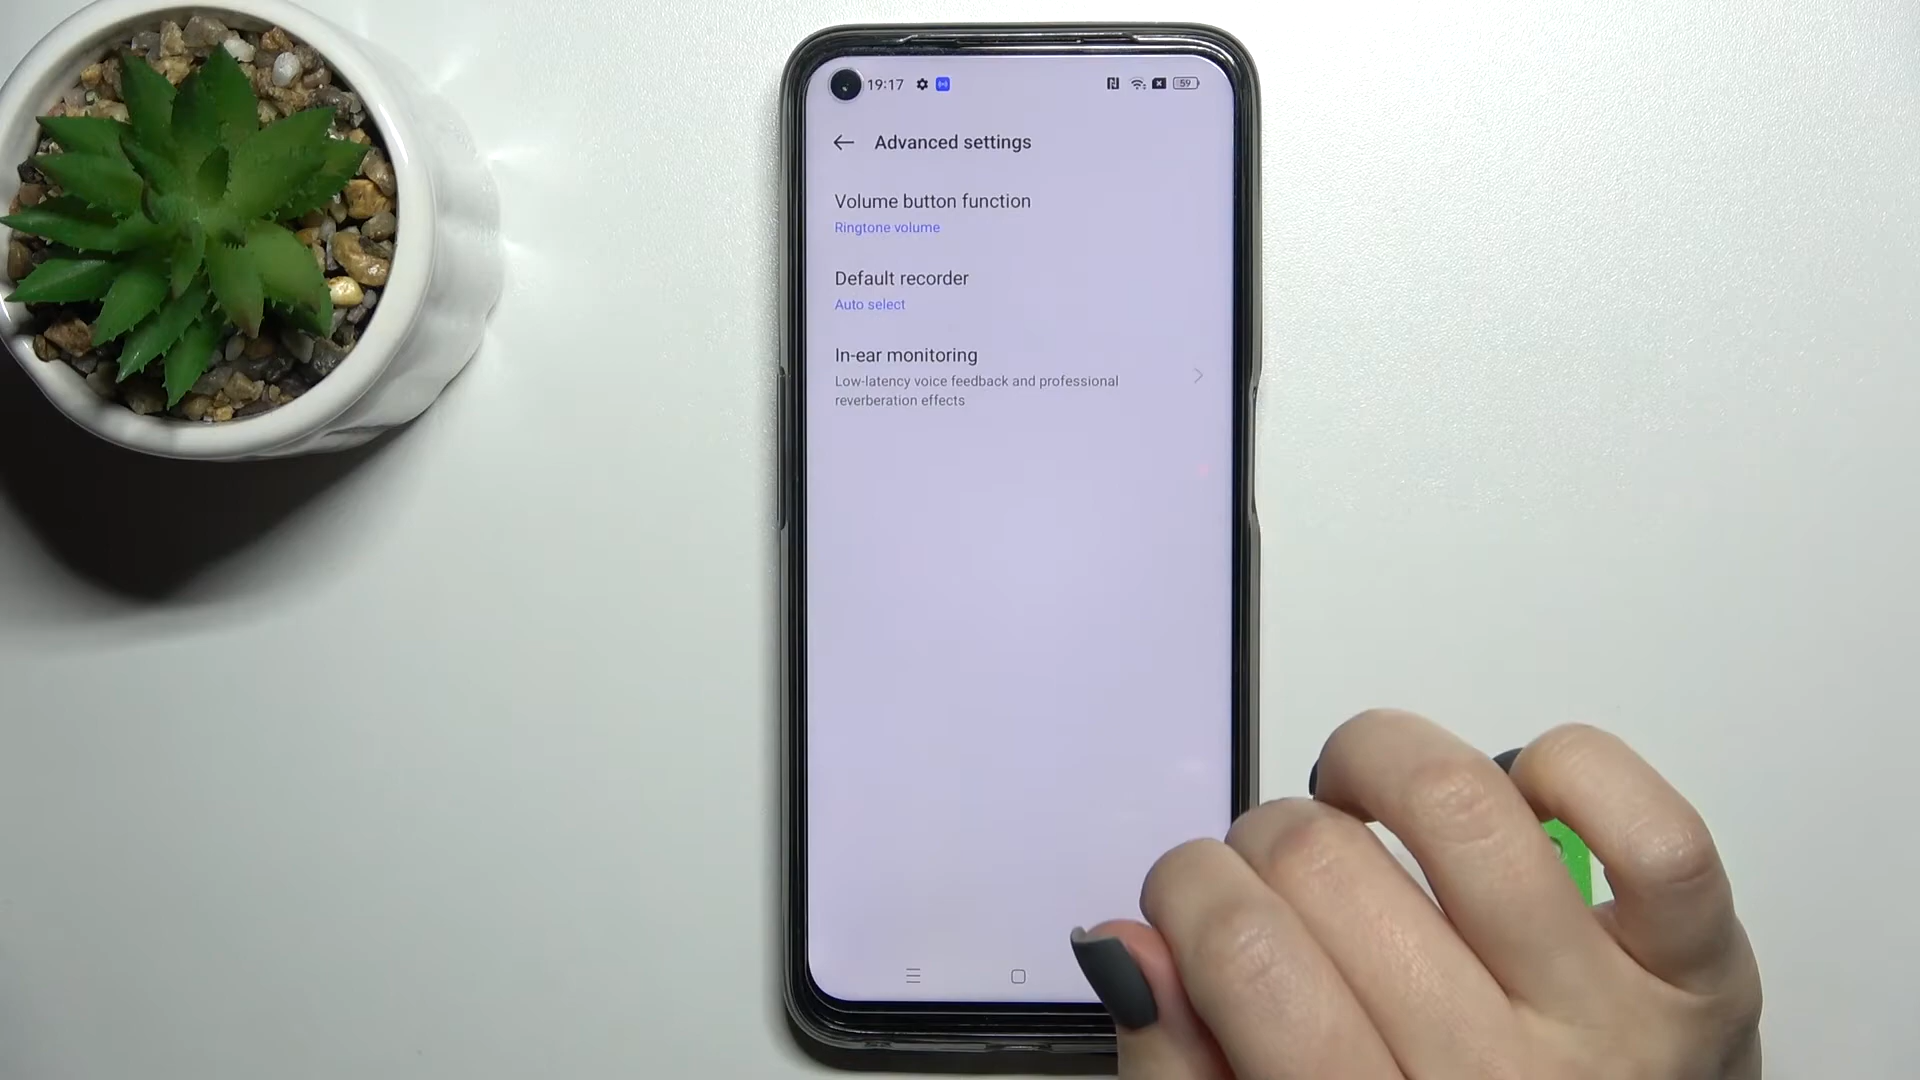 19:17
59
Advanced settings
Volume button function
Ringtone volume
Default recorder
Auto select
In-ear monitoring
Low-latency voice feedback and professional
reverberation effects